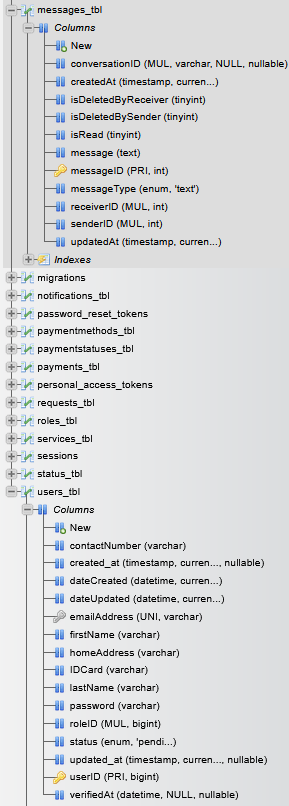 messages_tbl
Columns
New
conversationID (MUL, varchar, NULL, nullable)
createdAt (timestamp, curren...)
isDeletedByReceiver (tinyint)
isDeletedBySender (tinyint)
isRead (tinyint)
message (text)
messageID (PRI, int)
messageType (enum, 'text')
receiverID (MUL, int)
senderID (MUL, int)
updatedAt (timestamp, curren...)
Indexes
migrations
notifications_tbl
password_reset_tokens
paymentmethods_tbl
paymentstatuses_tbl
payments_tbl
personal_access_tokens
requests_tbl
roles_tbl
services_tbl
sessions
status_tbl
users_tbl
Columns
New
contactNumber (varchar)
created_at (timestamp, curren..., nullable)
dateCreated (datetime, curren...)
dateUpdated (datetime, curren...)
emailAddress (UNI, varchar)
firstName (varchar)
homeAddress (varchar)
IDCard (varchar)
lastName (varchar)
password (varchar)
roleID (MUL, bigint)
status (enum, 'pendi...)
updated_at (timestamp, curren..., nullable)
userID (PRI, bigint)
verifiedAt (datetime, NULL, nullable)